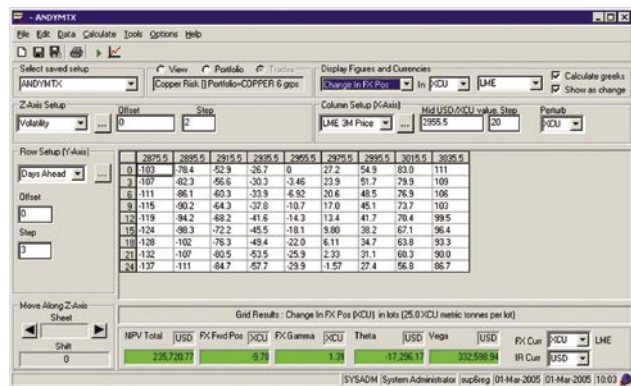 - ANDYMTX
File Edit Data Calculate Tools Options Help
Select saved setup
View Portfolio Trades
Display Figures and Currencies
ANDYMTX
Copper Risk [] Portfolio=COPPER 6 grps
Change In FX Pos In XCU LME
Calculate greeks
Show as change
Z-Axis Setup
Offset Step
Column Setup (X-Axis) Mid USD/XCU value, Step Perturb
Volatility ... 0 2
LME 3M Price ... 2955.5 20 XCU
Row Setup (Y-Axis)
Days Ahead ...
Offset
0
Step
3
2875.5 2895.5 2915.5 2935.5 2955.5 2975.5 2995.5 3015.5 3035.5
0 -103 -78.4 -52.9 -26.7 0 27.2 54.9 83.0 111
3 -107 -82.3 -56.6 -30.3 -3.46 23.9 51.7 79.9 109
6 -111 -86.1 -60.3 -33.9 -6.92 20.6 48.5 76.9 106
9 -115 -90.2 -64.3 -37.8 -10.7 17.0 45.1 73.7 103
12 -119 -94.2 -68.2 -41.6 -14.3 13.4 41.7 70.4 99.5
15 -124 -98.3 -72.2 -45.5 -18.1 9.80 38.2 67.1 96.4
18 -128 -102 -76.3 -49.4 -22.0 6.11 34.7 63.8 93.3
21 -132 -107 -80.5 -53.5 -25.9 2.33 31.1 60.3 90.0
24 -137 -111 -84.7 -57.7 -29.9 -1.57 27.4 56.8 86.7
Move Along Z-Axis
Sheet
Shift
0
Grid Results : Change In FX Pos (XCU) in lots (25.0 XCU metric tonnes per lot)
NPV Total USD FX Fwd Pos XCU FX Gamma XCU Theta USD Vega USD FX Curr XCU LME
235,720.77 -9.78 1.31 -17,296.17 332,598.94 IR Curr USD
SYSADM System Administrator sup6reg 01-Mar-2005 01-Mar-2005 10:03